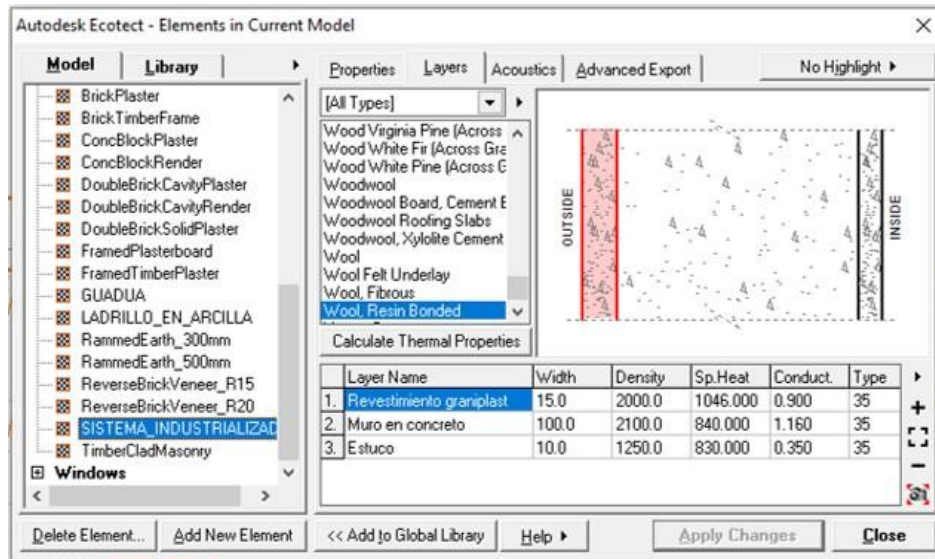 Autodesk Ecotect - Elements in Current Model
Model
Library
BrickPlaster
BrickTimberFrame
ConcBlockPlaster
ConcBlockRender
DoubleBrickCavityPlaster
DoubleBrickCavityRender
DoubleBrickSolidPlaster
FramedPlasterboard
FramedTimberPlaster
GUADUA
LADRILLO_EN_ARCILLA
RammedEarth_300mm
RammedEarth_500mm
ReverseBrickVeneer_R15
ReverseBrickVeneer_R20
SISTEMA_INDUSTRIALIZAD
TimberCladMasonry
Windows
Delete Element...
Add New Element
Properties
Layers
Acoustics
Advanced Export
No Highlight
[All Types]
Wood Virginia Pine (Across
Wood White Fir (Across Gra
Wood White Pine (Across G
Woodwool
Woodwool Board, Cement B
Woodwool Roofing Slabs
Woodwool, Xylolite Cement
Wool
Wool Felt Underlay
Wool, Fibrous
Wool, Resin Bonded
Calculate Thermal Properties
OUTSIDE
INSIDE
Layer Name Width Density Sp.Heat Conduct. Type
1. Revestimiento graniplast 15.0 2000.0 1046.000 0.900 35
2. Muro en concreto 100.0 2100.0 840.000 1.160 35
3. Estuco 10.0 1250.0 830.000 0.350 35
<< Add to Global Library
Help
Apply Changes
Close